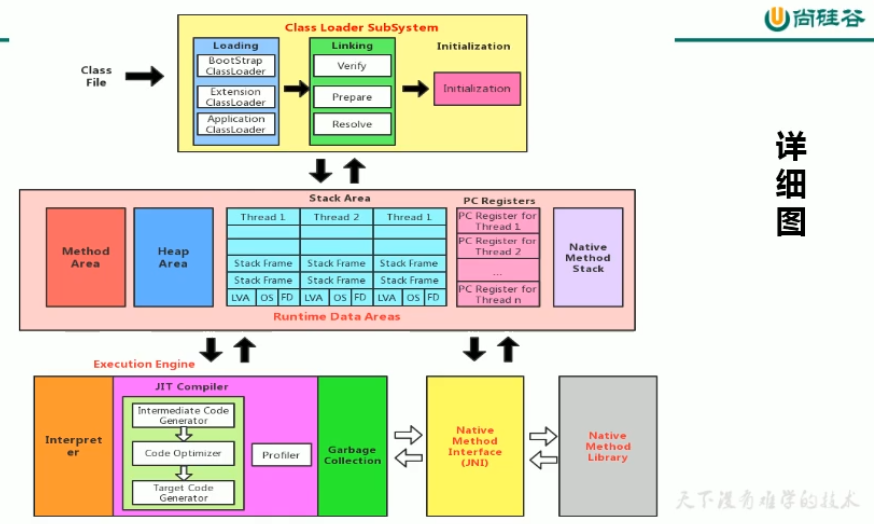 尚硅谷
Class Loader SubSystem
Class
File
Loading
BootStrap
ClassLoader
Extension
ClassLoader
Application
ClassLoader
Linking
Verify
Prepare
Resolve
Initialization
Initialization
详
细
图
Stack Area
PC Registers
Method
Area
Heap
Area
Thread 1
Thread 2
Thread 1
Stack Frame
Stack Frame
Stack Frame
Stack Frame
Stack Frame
Stack Frame
LVA
OS
FD
LVA
OS
FD
LVA
OS
FD
PC Register for
Thread 1
PC Register for
Thread 2
...
PC Register for
Thread n
Native
Method
Stack
Runtime Data Areas
Execution Engine
Interpret
er
JIT Compiler
Intermediate Code
Generator
Code Optimizer
Target Code
Generator
Profiler
Garbage
Collection
Native
Method
Interface
(JNI)
Native
Method
Library
天下没有难学的技术